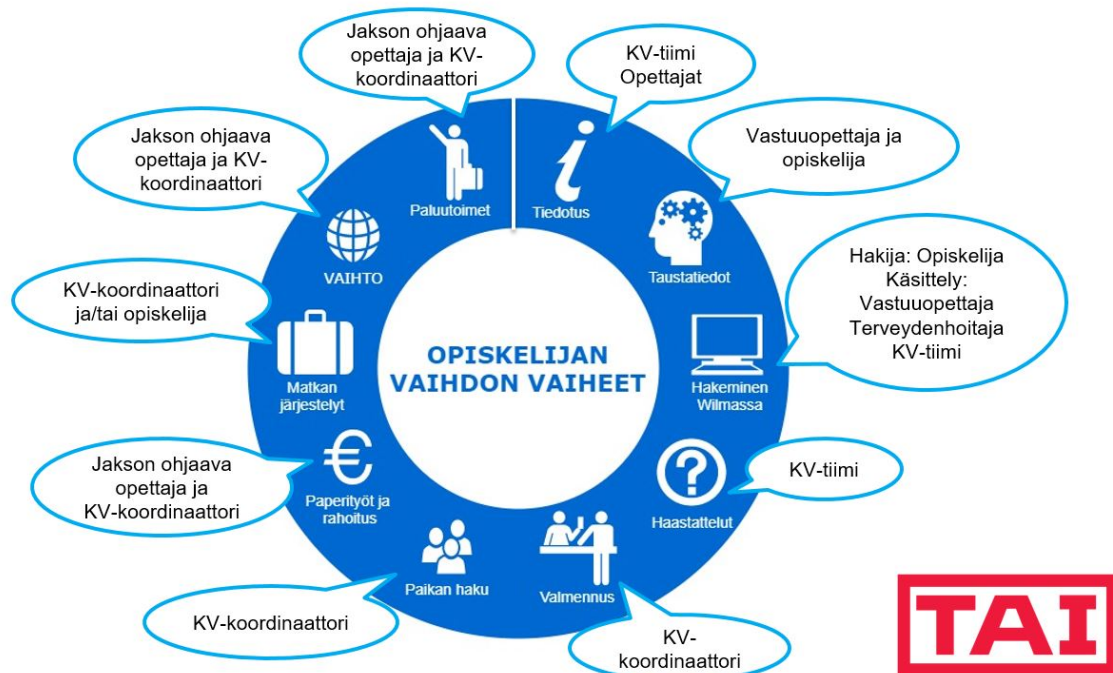 Jakson ohjaava
opettaja ja KV-
koordinaattori
KV-tiimi
Opettajat
Jakson ohjaava
opettaja ja KV-
koordinaattori
Vastuuopettaja ja
opiskelija
Paluutoimet
Tiedotus
VAIHTO
Taustatiedot
Hakija: Opiskelija
Käsittely:
Vastuuopettaja
Terveydenhoitaja
KV-tiimi
KV-koordinaattori
ja/tai opiskelija
OPISKELIJAN
VAIHDON VAIHEET
Matkan
järjestelyt
Hakeminen
Wilmassa
Jakson ohjaava
opettaja ja
KV-koordinaattori
€
Paperityöt ja
rahoitus
?
Haastattelut
KV-tiimi
Paikan haku
Valmennus
KV-koordinaattori
KV-
koordinaattori
TAI